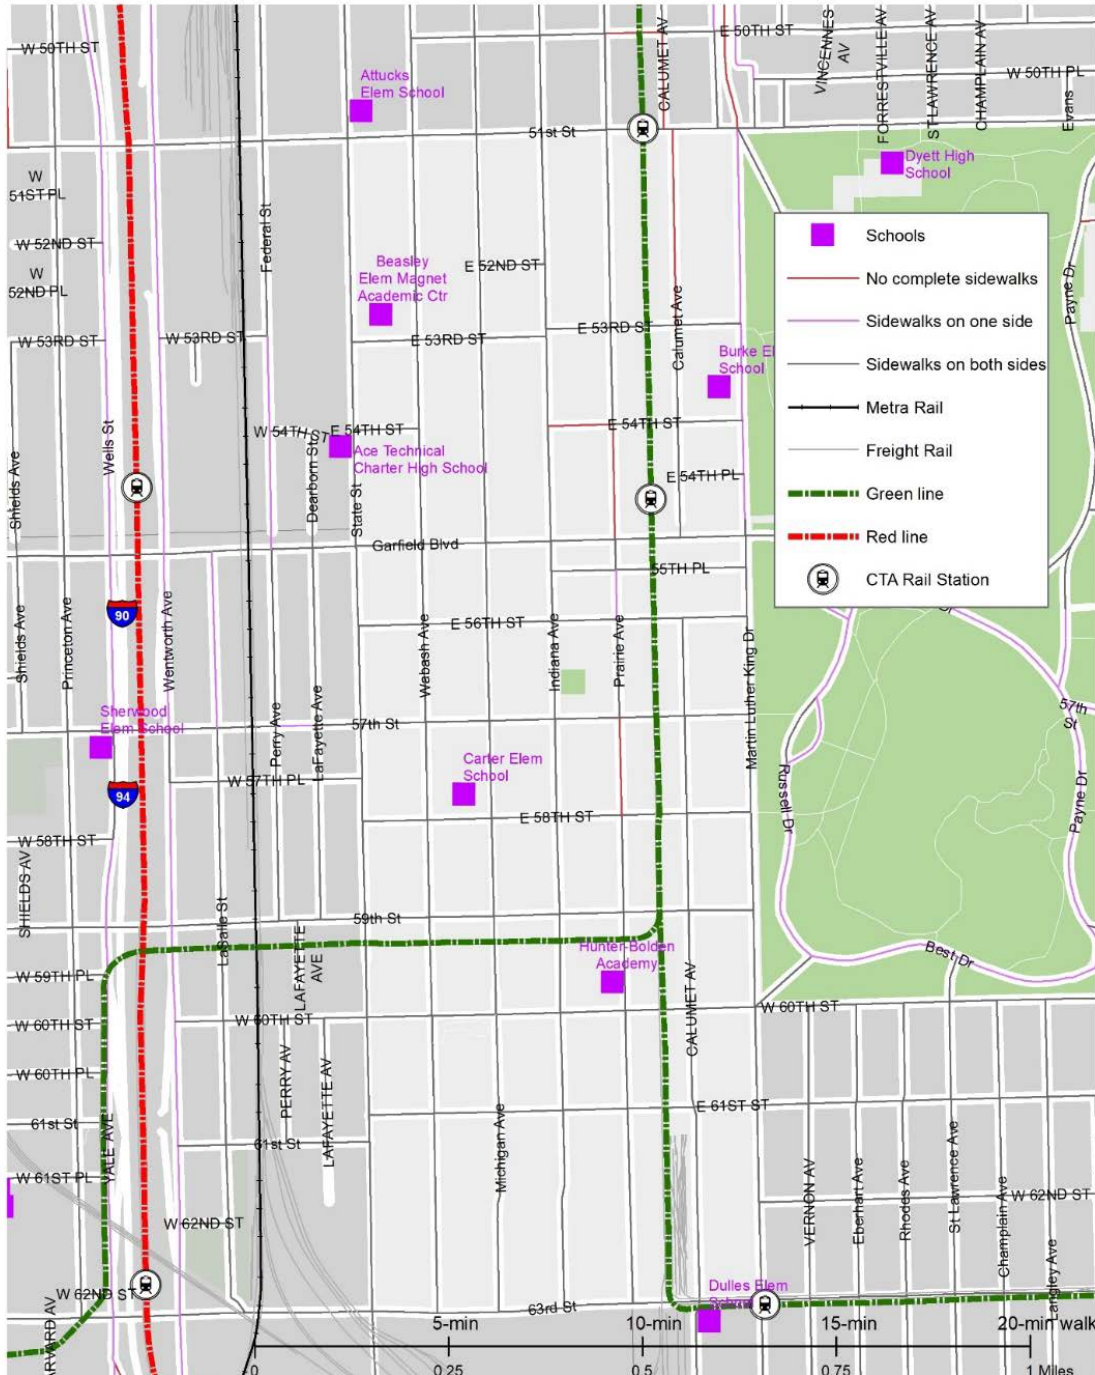 W 50TH ST
E 50TH ST
CALUMET AV
VINCENNES
AV
FORRESTVILLE AV
ST LAWRENCE AV
CHAMPLAIN AV
W 50TH PL
Evans
Attucks
Elem School
51st St
Dyett High
School
W
51ST PL
W 52ND ST
W
52ND PL
Federal St
Beasley
Elem Magnet
Academic Ctr
E 52ND ST
Calumet Ave
Schools
No complete sidewalks
Sidewalks on one side
Sidewalks on both sides
Metra Rail
Freight Rail
Green line
Red line
CTA Rail Station
Payne Dr
W 53RD ST
W 53RD ST
E 53RD ST
E 53RD ST
Burke El
School
Shields Ave
Wells St
W 54TH ST
E 54TH ST
E 54TH ST
Ace Technical
Charter High School
Dearborn St
State St
E 54TH PL
Garfield Blvd
55TH PL
Shields Ave
Princeton Ave
90
Wentworth Ave
E 56TH ST
Wabash Ave
Indiana Ave
Prairie Ave
Martin Luther King Dr
Perry Ave
LaFayette Ave
57th St
57th
St
Sherwood
Elem School
94
W 57TH PL
Carter Elem
School
Russell Dr
Payne Dr
W 58TH ST
E 58TH ST
SHIELDS AV
LaSalle St
59th St
LAFAYETTE
AVE
Hunter-Bolden
Academy
Best Dr
W 59TH PL
CALUMET AV
W 60TH ST
W 60TH ST
W 60TH ST
W 60TH PL
PERRY AV
LAFAYETTE AV
61st St
61st St
E 61ST ST
YALE AVE
W 61ST PL
Michigan Ave
VERNON AV
Eberhart Ave
Rhodes Ave
St Lawrence Ave
Champlain Ave
W 62ND ST
Langley Ave
W 62ND ST
W 62ND ST
ARVARD AV
63rd St
Dulles Elem
School
5-min
10-min
15-min
20-min walk
0
0.25
0.5
0.75
1 Miles